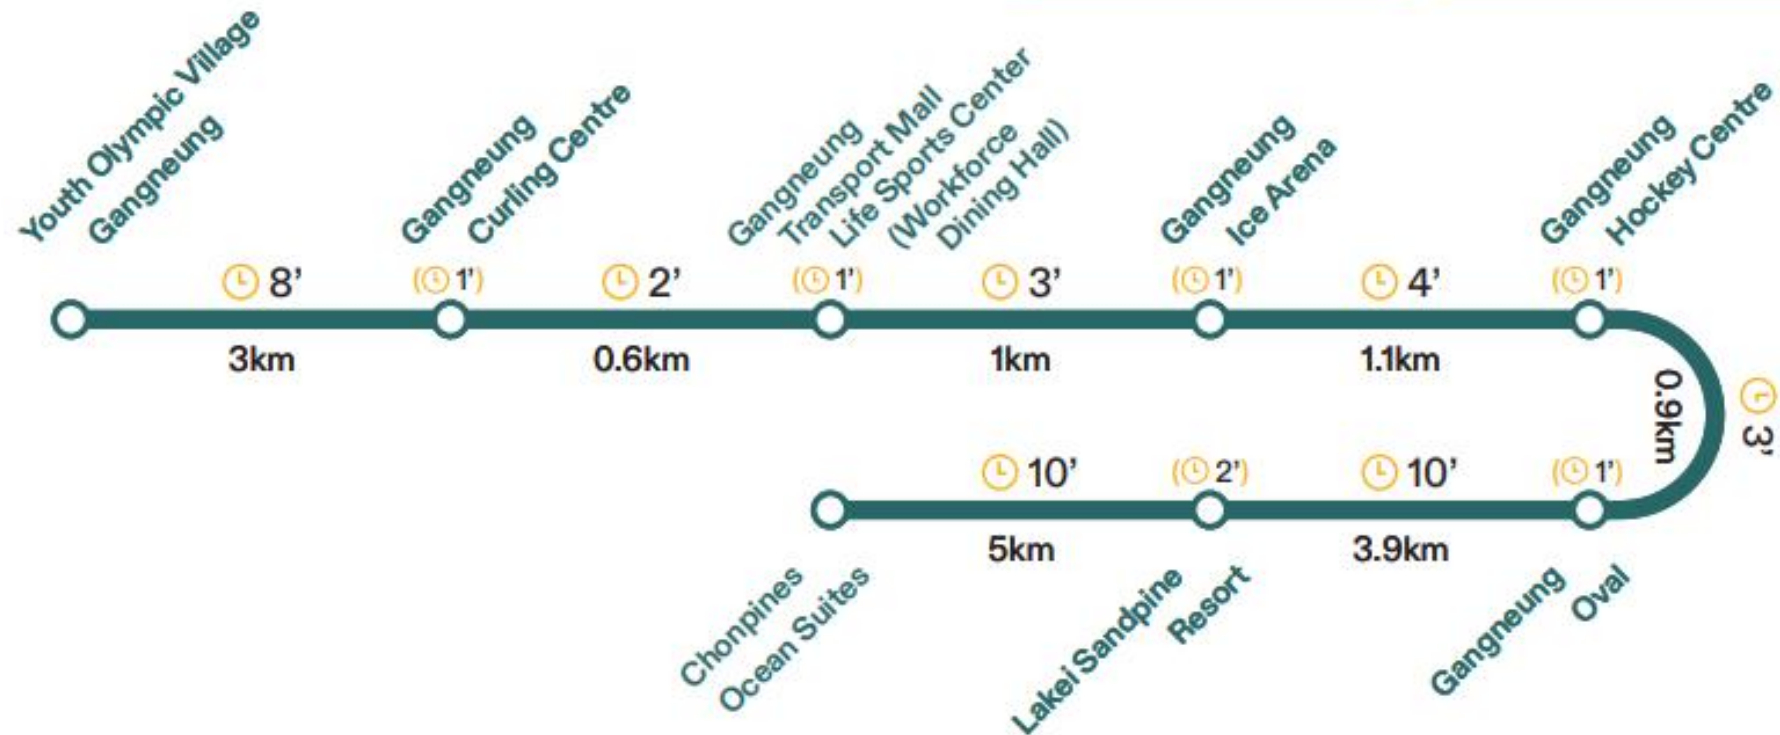 Youth Olympic Village
Gangneung
Gangneung
Curling Centre
Gangneung
Transport Mall
Life Sports Center
(Workforce
Dining Hall)
Gangneung
Ice Arena
Gangneung
Hockey Centre
8’
(1’)
2’
(1’)
3’
(1’)
4’
(1’)
3km
0.6km
1km
1.1km
0.9km
3’
10’
(2’)
10’
(1’)
5km
3.9km
Chonpines
Ocean Suites
Lakei Sandpine
Resort
Gangneung
Oval